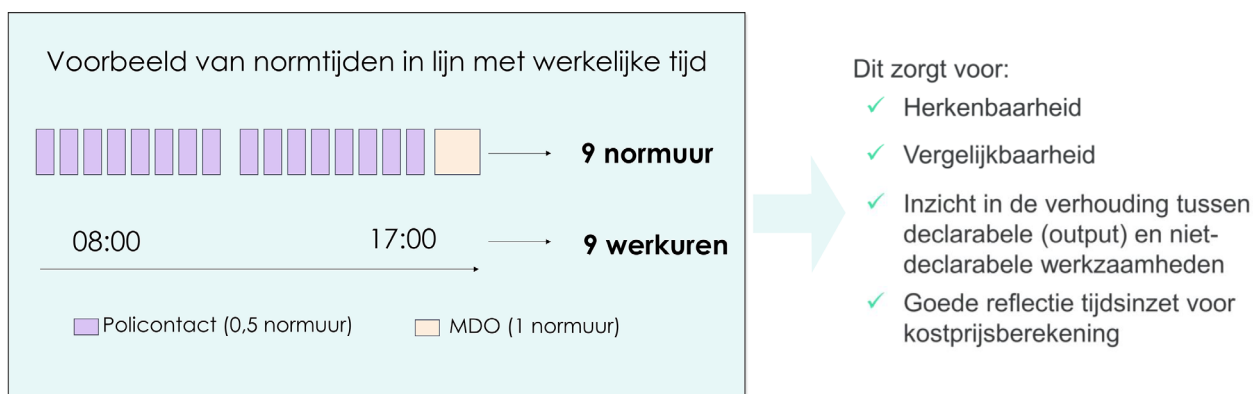 Voorbeeld van normtijden in lijn met werkelijke tijd
9 normuur
08:00
17:00
9 werkuren
Policontact (0,5 normuur)
MDO (1 normuur)
Dit zorgt voor:
✓ Herkenbaarheid
✓ Vergelijkbaarheid
✓ Inzicht in de verhouding tussen
declarabele (output) en niet-
declarabele werkzaamheden
✓ Goede reflectie tijdsinzet voor
kostprijsberekening